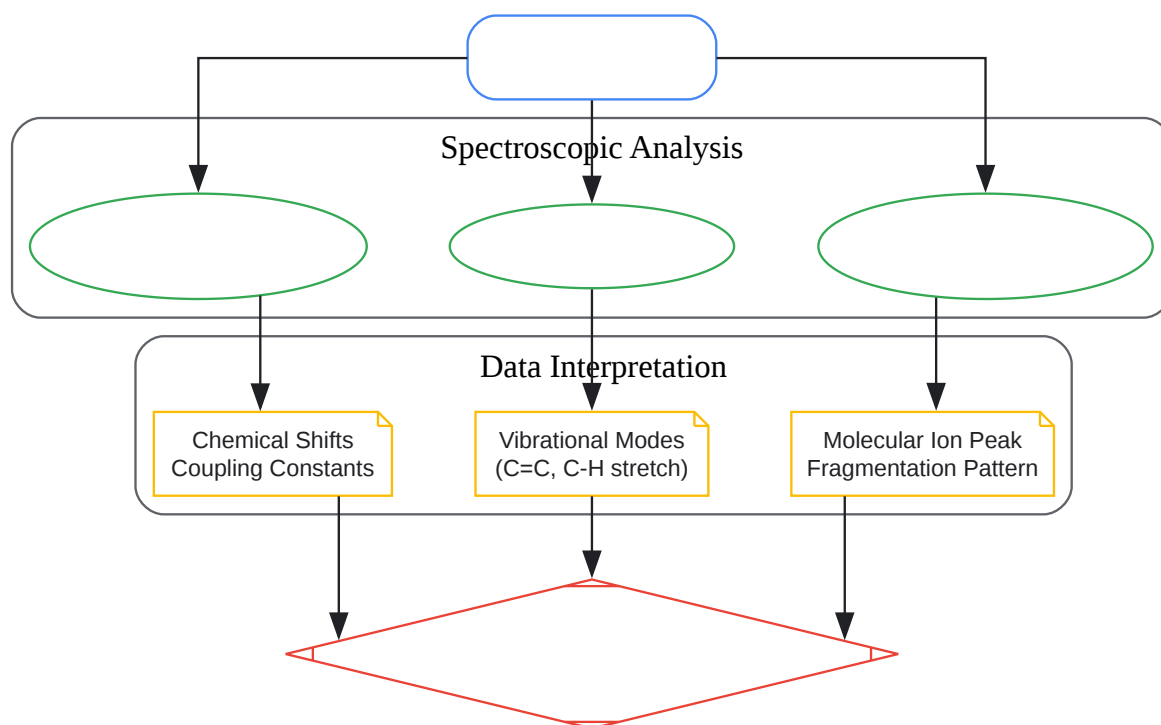 Spectroscopic Analysis
Data Interpretation
Chemical Shifts
Coupling Constants
Vibrational Modes
(C=C, C-H stretch)
Molecular Ion Peak
Fragmentation Pattern